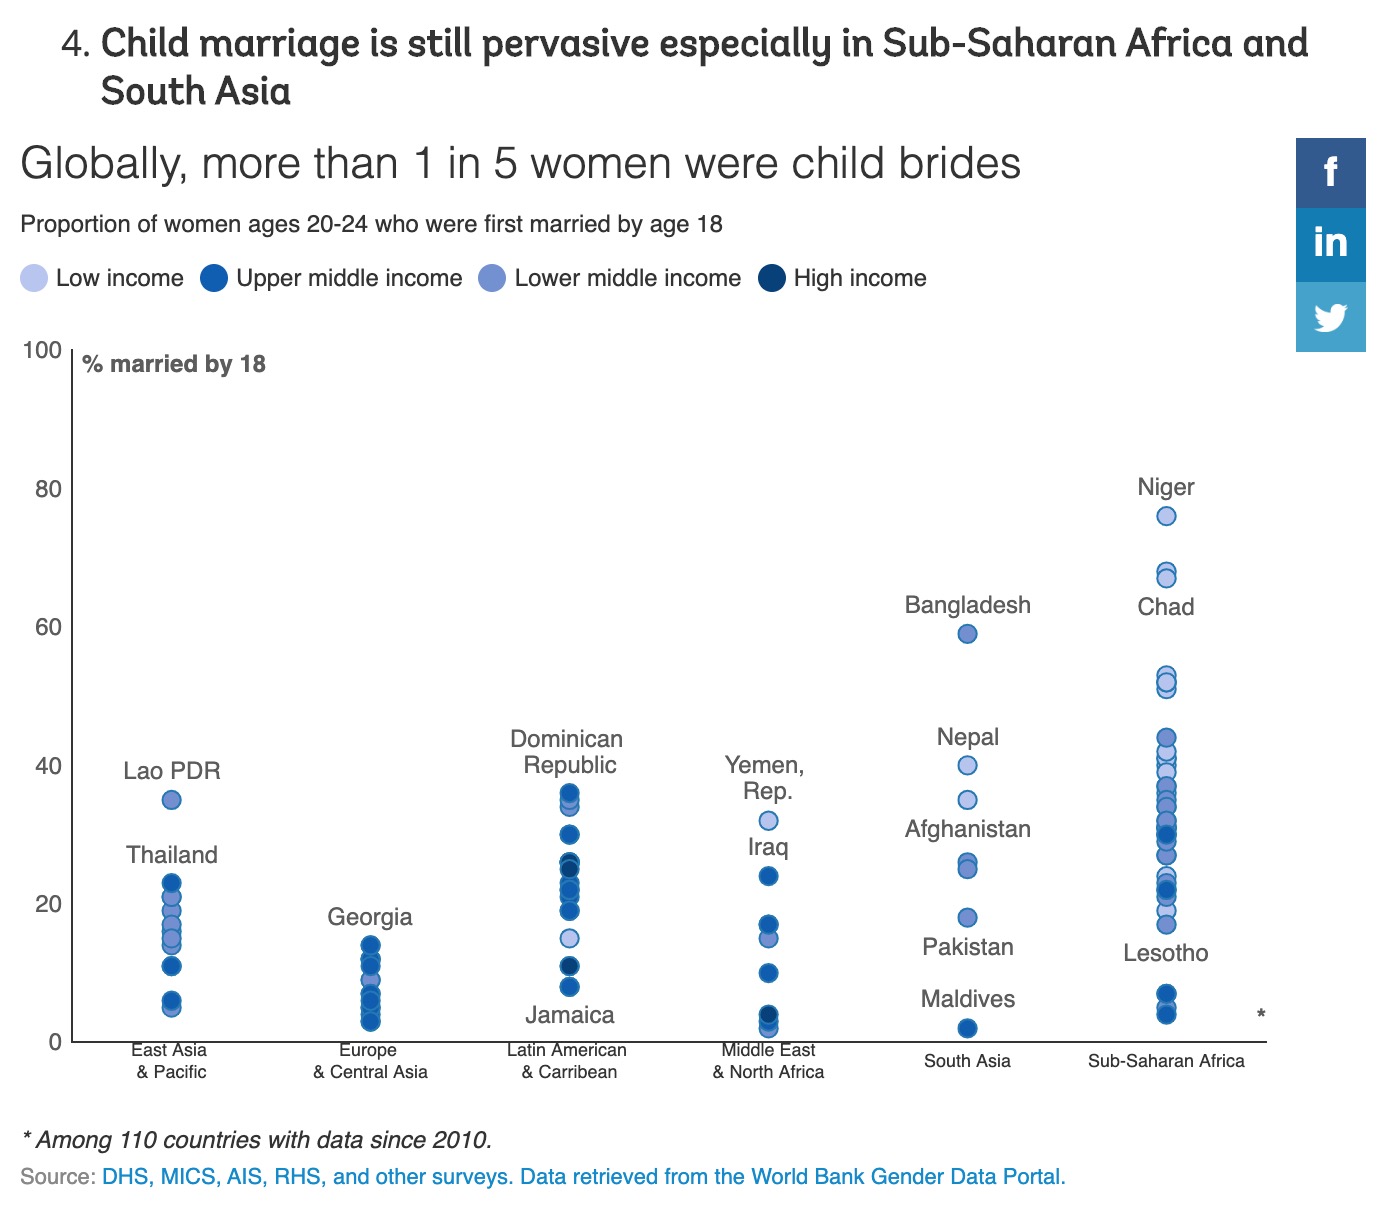 4. Child marriage is still pervasive especially in Sub-Saharan Africa and
South Asia
Globally, more than 1 in 5 women were child brides
f
in
Proportion of women ages 20-24 who were first married by age 18
Low income Upper middle income Lower middle income High income
100
% married by 18
80
60
40
20
0
Lao PDR
Thailand
Georgia
Dominican
Republic
Jamaica
Yemen,
Rep.
Iraq
Bangladesh
Nepal
Afghanistan
Pakistan
Maldives
Niger
Chad
Lesotho
*
East Asia
& Pacific
Europe
& Central Asia
Latin American
& Carribean
Middle East
& North Africa
South Asia
Sub-Saharan Africa
* Among 110 countries with data since 2010.
Source: DHS, MICS, AIS, RHS, and other surveys. Data retrieved from the World Bank Gender Data Portal.